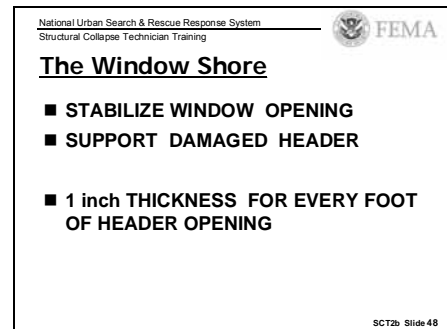 National Urban Search & Rescue Response System
Structural Collapse Technician Training
FEMA
The Window Shore
■ STABILIZE WINDOW OPENING
■ SUPPORT DAMAGED HEADER
■ 1 inch THICKNESS FOR EVERY FOOT
OF HEADER OPENING
SCT2b Slide 48